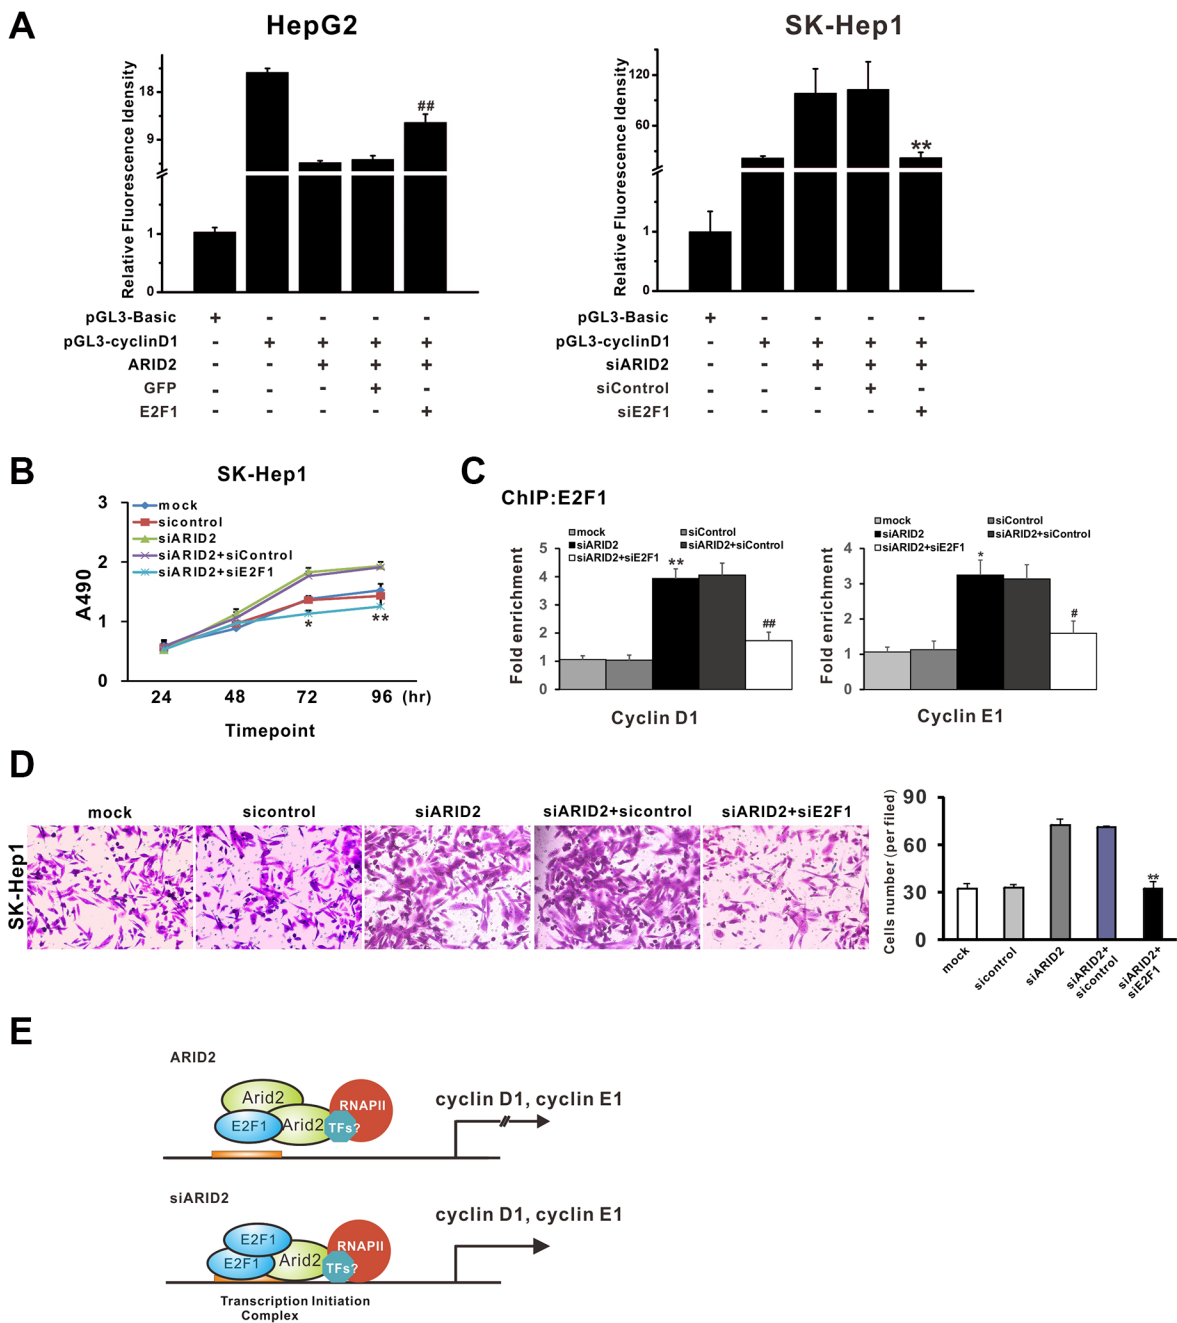 A
HepG2
SK-Hep1
Relative Fluorescence Idensity
18
9
1
0
##
pGL3-Basic + - - - -
pGL3-cyclinD1 - + + + +
ARID2 - - + + +
GFP - - - + -
E2F1 - - - - +
Relative Fluorescence Idensity
120
60
1
0
**
pGL3-Basic + - - - -
pGL3-cyclinD1 - + + + +
siARID2 - - + + +
siControl - - - + -
siE2F1 - - - - +
B
SK-Hep1
A490
3
2
1
0
mock
sicontrol
siARID2
siARID2+siControl
siARID2+siE2F1
*
**
24 48 72 96 (hr)
Timepoint
C
ChIP:E2F1
mock siControl
siARID2 siARID2+siControl
siARID2+siE2F1
Fold enrichment
5
4
3
2
1
0
**
##
Cyclin D1
mock siControl
siARID2 siARID2+siControl
siARID2+siE2F1
Fold enrichment
4
3
2
1
0
*
#
Cyclin E1
D
mock sicontrol siARID2 siARID2+sicontrol siARID2+siE2F1
SK-Hep1
Cells number (per filed)
90
60
30
0
**
mock
sicontrol
siARID2
siARID2+
sicontrol
siARID2+
siE2F1
E
ARID2
Arid2
E2F1
Arid2
TFs?
RNAPII
cyclin D1, cyclin E1
siARID2
E2F1
E2F1
Arid2
TFs?
RNAPII
cyclin D1, cyclin E1
Transcription Initiation
Complex